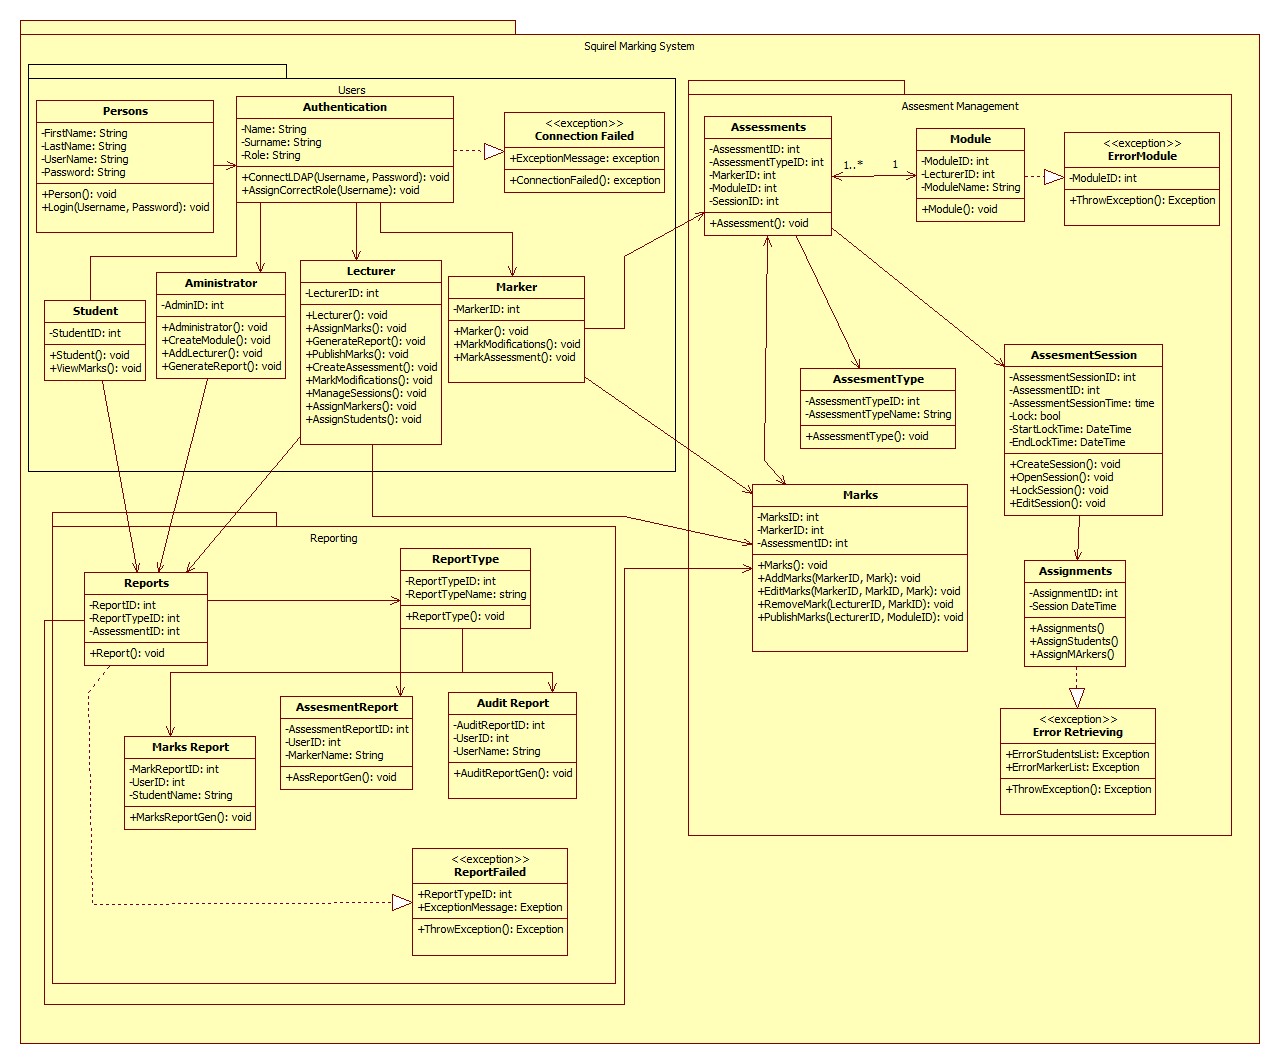 Squirel Marking System
Users
Persons
-FirstName: String
-LastName: String
-UserName: String
-Password: String
+Person(): void
+Login(Username, Password): void
Authentication
-Name: String
-Surname: String
-Role: String
+ConnectLDAP(Username, Password): void
+AssignCorrectRole(Username): void
<<exception>>
Connection Failed
+ExceptionMessage: exception
+ConnectionFailed(): exception
Student
-StudentID: int
+Student(): void
+ViewMarks(): void
Aministrator
-AdminID: int
+Administrator(): void
+CreateModule(): void
+AddLecturer(): void
+GenerateReport(): void
Lecturer
-LecturerID: int
+Lecturer(): void
+AssignMarks(): void
+GenerateReport(): void
+PublishMarks(): void
+CreateAssessment(): void
+MarkModifications(): void
+ManageSessions(): void
+AssignMarkers(): void
+AssignStudents(): void
Marker
-MarkerID: int
+Marker(): void
+MarkModifications(): void
+MarkAssessment(): void
Assesment Management
Assessments
-AssessmentID: int
-AssessmentTypeID: int
-MarkerID: int
-ModuleID: int
-SessionID: int
+Assessment(): void
1..*
1
Module
-ModuleID: int
-LecturerID: int
-ModuleName: String
+Module(): void
<<exception>>
ErrorModule
-ModuleID: int
+ThrowException(): Exception
AssesmentType
-AssessmentTypeID: int
-AssessmentTypeName: String
+AssessmentType(): void
AssesmentSession
-AssessmentSessionID: int
-AssessmentID: int
-AssessmentSessionTime: time
-Lock: bool
-StartLockTime: DateTime
-EndLockTime: DateTime
+CreateSession(): void
+OpenSession(): void
+LockSession(): void
+EditSession(): void
Marks
-MarksID: int
-MarkerID: int
-AssessmentID: int
+Marks(): void
+AddMarks(MarkerID, Mark): void
+EditMarks(MarkerID, MarkID, Mark): void
+RemoveMark(LecturerID, MarkID): void
+PublishMarks(LecturerID, ModuleID): void
Assignments
-AssignmentID: int
-Session DateTime
+Assignments()
+AssignStudents()
+AssignMArkers()
<<exception>>
Error Retrieving
+ErrorStudentsList: Exception
+ErrorMarkerList: Exception
+ThrowException(): Exception
Reporting
Reports
-ReportID: int
-ReportTypeID: int
-AssessmentID: int
+Report(): void
ReportType
-ReportTypeID: int
-ReportTypeName: string
+ReportType(): void
Marks Report
-MarkReportID: int
-UserID: int
-StudentName: String
+MarksReportGen(): void
AssesmentReport
-AssessmentReportID: int
-UserID: int
-MarkerName: String
+AssReportGen(): void
Audit Report
-AuditReportID: int
-UserID: int
-UserName: String
+AuditReportGen(): void
<<exception>>
ReportFailed
+ReportTypeID: int
+ExceptionMessage: Exeption
+ThrowException(): Exception